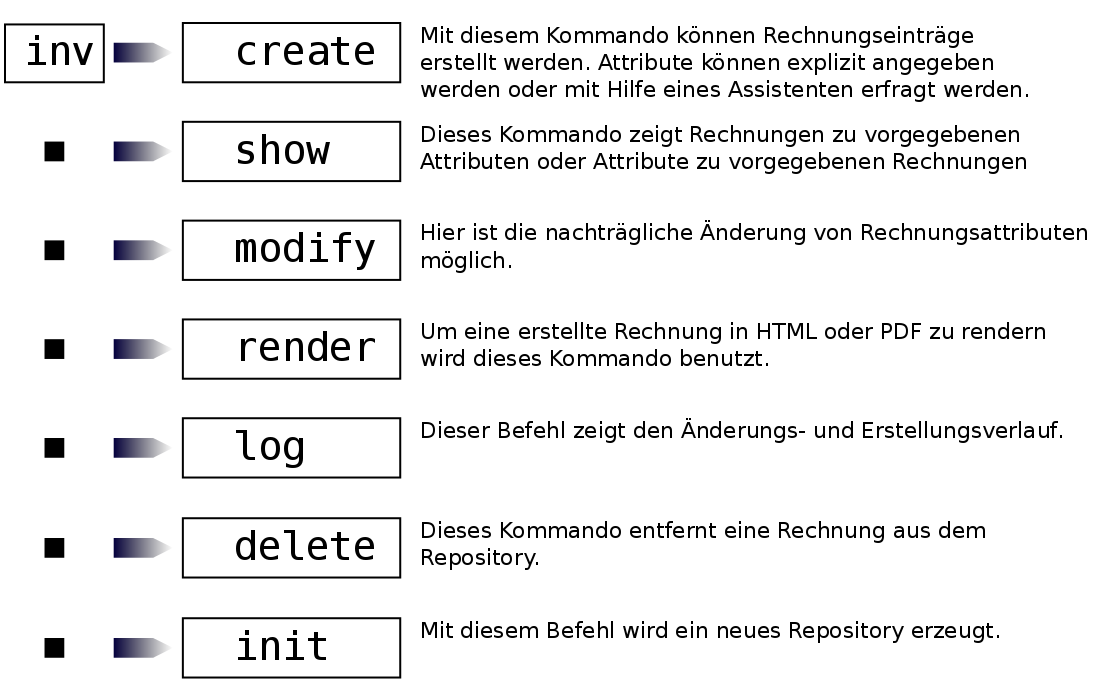 inv
create
Mit diesem Kommando können Rechnungseinträge
erstellt werden. Attribute können explizit angegeben
werden oder mit Hilfe eines Assistenten erfragt werden.
show
Dieses Kommando zeigt Rechnungen zu vorgegebenen
Attributen oder Attribute zu vorgegebenen Rechnungen
modify
Hier ist die nachträgliche Änderung von Rechnungsattributen
möglich.
render
Um eine erstellte Rechnung in HTML oder PDF zu rendern
wird dieses Kommando benutzt.
log
Dieser Befehl zeigt den Änderungs- und Erstellungsverlauf.
delete
Dieses Kommando entfernt eine Rechnung aus dem
Repository.
init
Mit diesem Befehl wird ein neues Repository erzeugt.